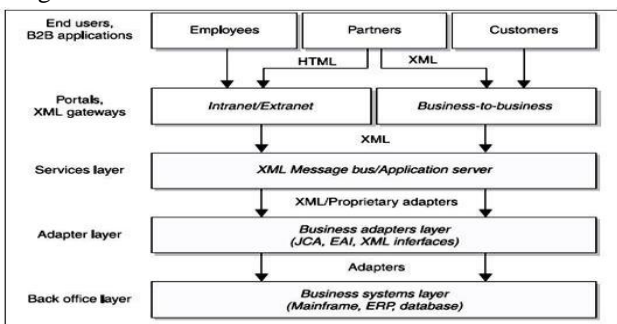 End users,
B2B applications
Employees
Partners
Customers
HTML
XML
Portals,
XML gateways
Intranet/Extranet
Business-to-business
XML
Services layer
XML Message bus/Application server
XML/Proprietary adapters
Adapter layer
Business adapters layer
(JCA, EAI, XML inferfaces)
Adapters
Back office layer
Business systems layer
(Mainframe, ERP, database)